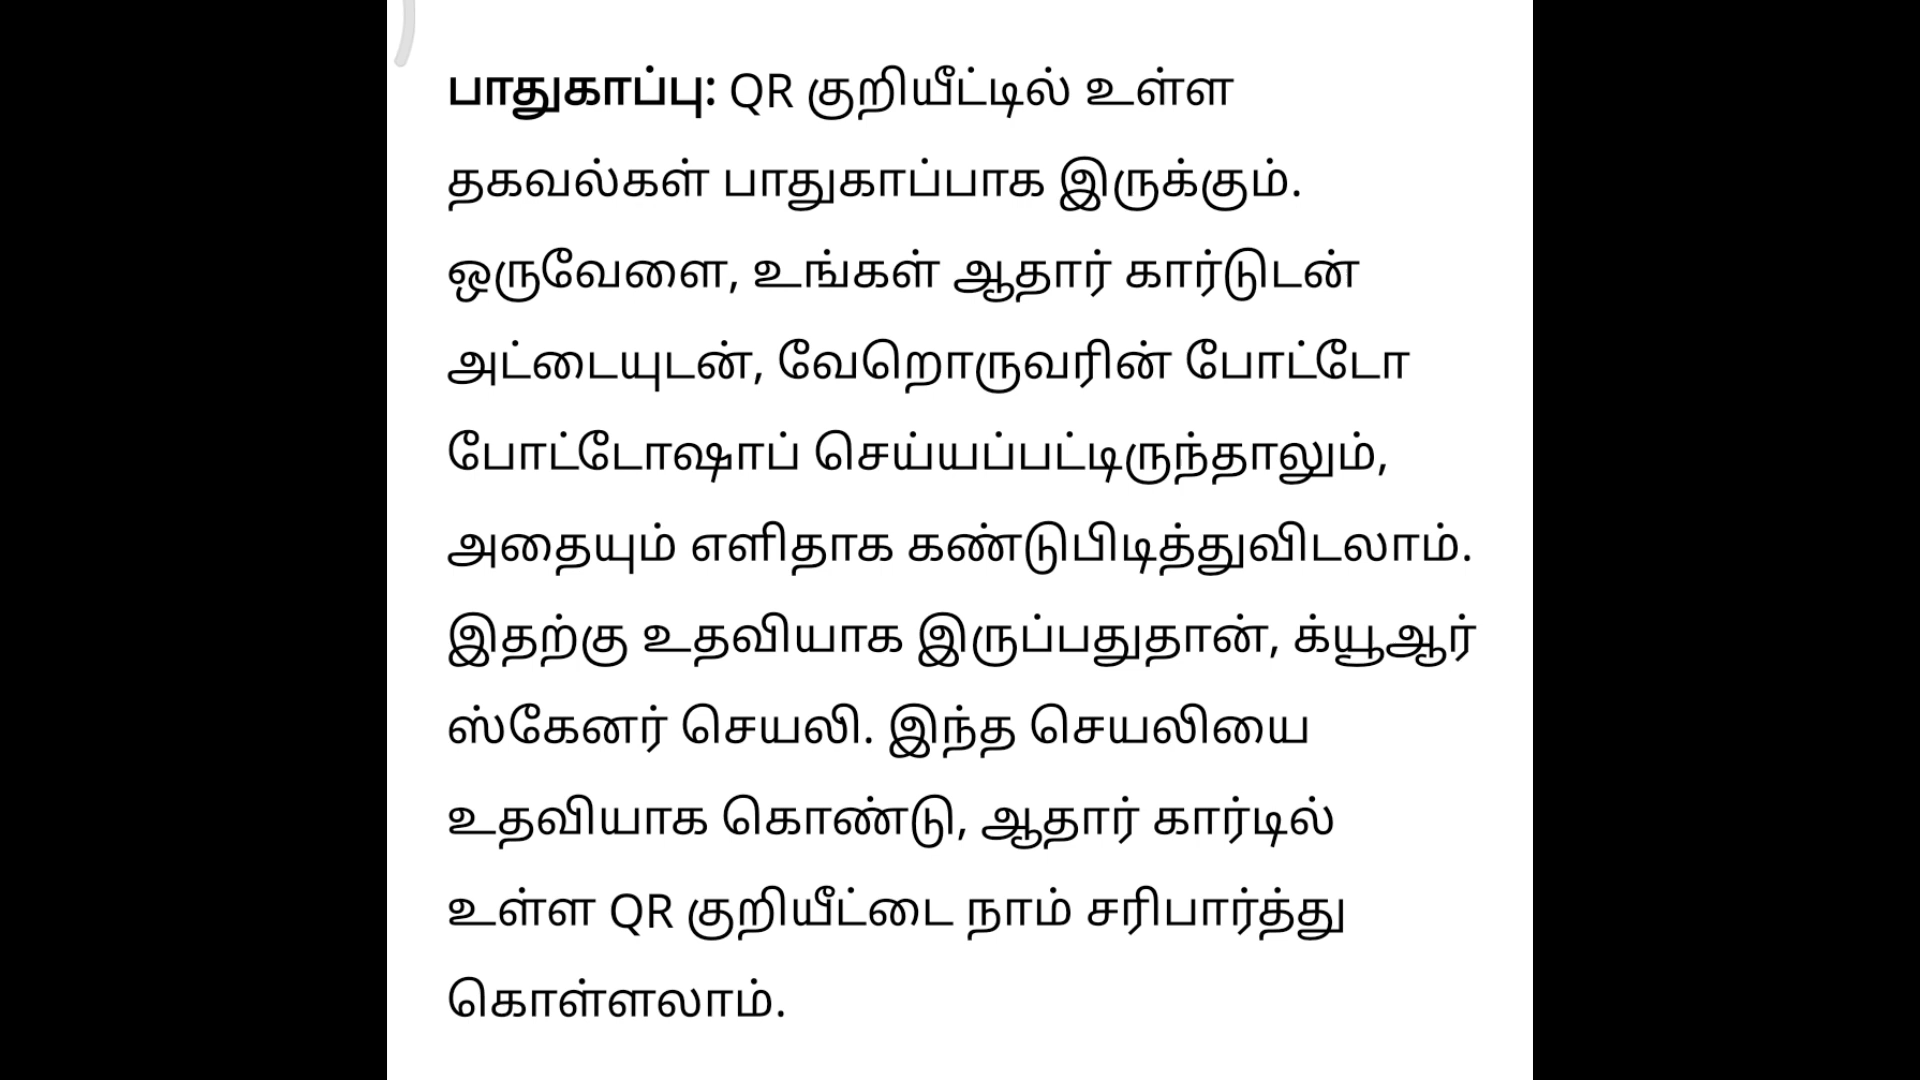 பாதுகாப்பு: QR குறியீட்டில் உள்ள
தகவல்கள் பாதுகாப்பாக இருக்கும்.
ஒருவேளை, உங்கள் ஆதார் கார்டுடன்
அட்டையுடன், வேறொருவரின் போட்டோ
போட்டோஷாப் செய்யப்பட்டிருந்தாலும்,
அதையும் எளிதாக கண்டுபிடித்துவிடலாம்.
இதற்கு உதவியாக இருப்பதுதான், க்யூஆர்
ஸ்கேனர் செயலி. இந்த செயலியை
உதவியாக கொண்டு, ஆதார் கார்டில்
உள்ள QR குறியீட்டை நாம் சரிபார்த்து
கொள்ளலாம்.